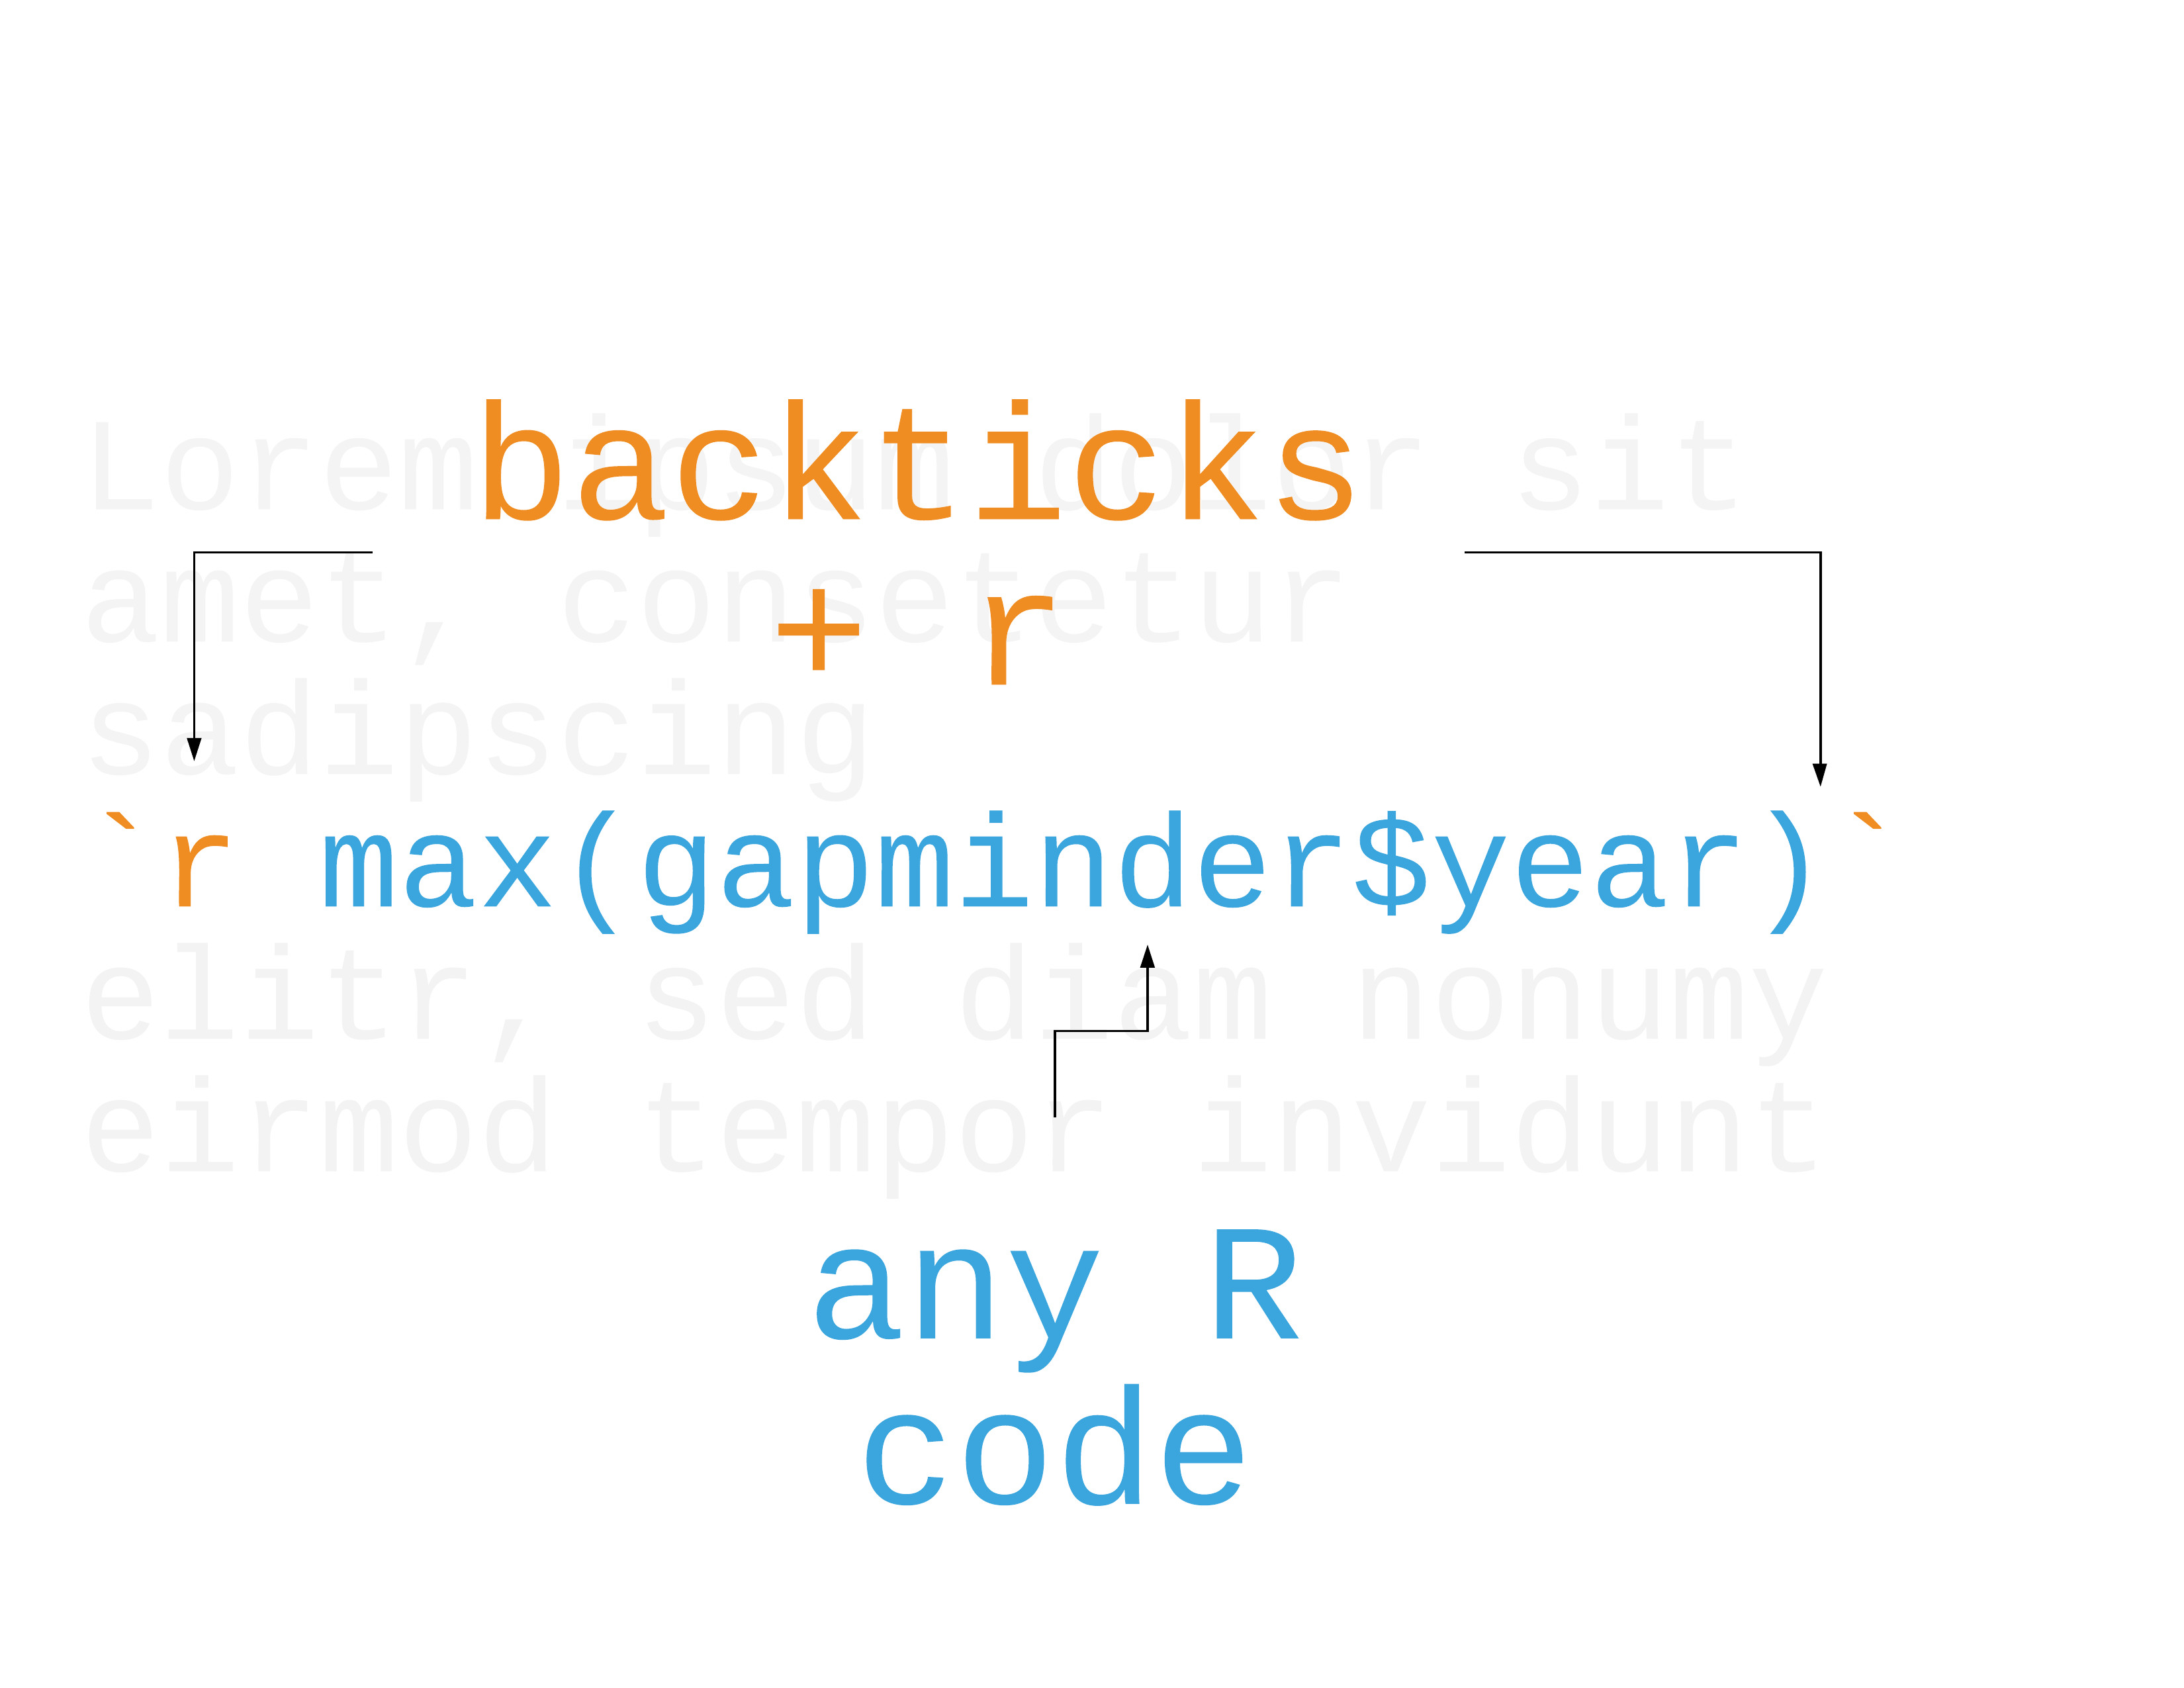 backticks
+ r
Lorem ipsum dolor sit
amet, consetetur
sadipscing
`r max(gapminder$year)`
elitr, sed diam nonumy
eirmod tempor invidunt
any R
code